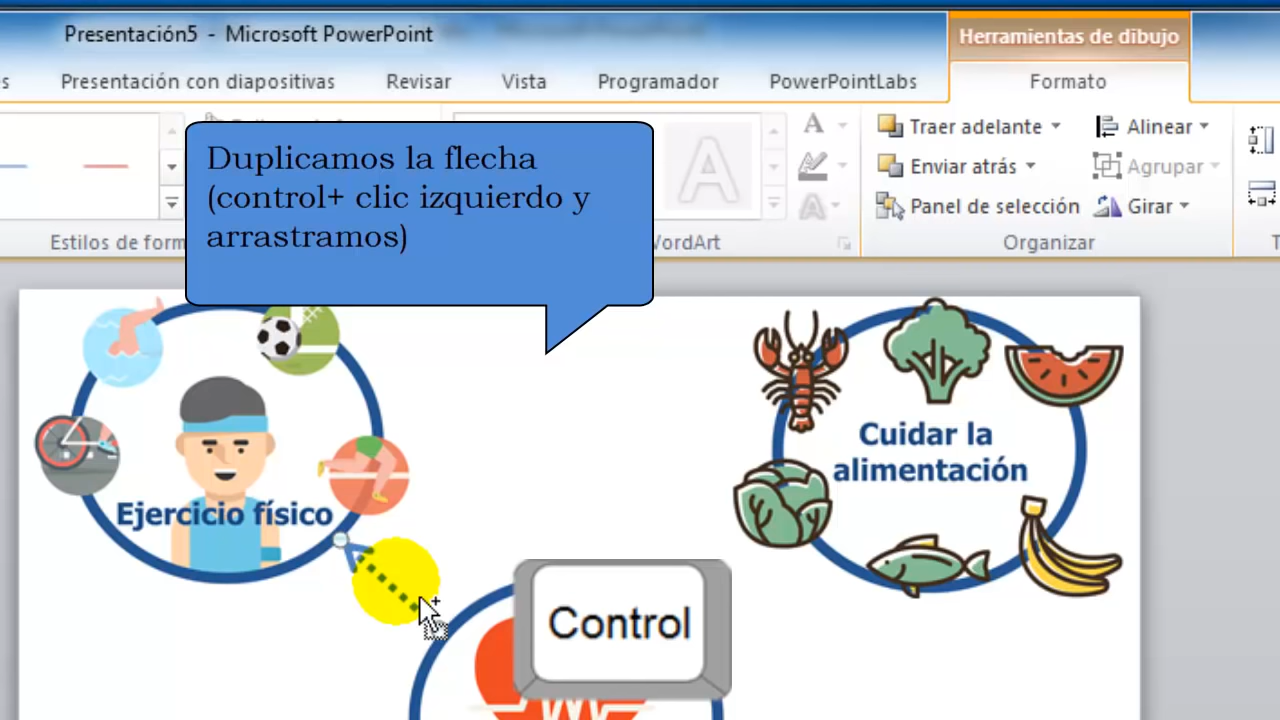 Presentación5 - Microsoft PowerPoint
Herramientas de dibujo
Presentación con diapositivas Revisar Vista Programador PowerPointLabs Formato
Traer adelante Alinear
Enviar atrás Agrupar
Panel de selección Girar
Estilos de form
WordArt
Organizar
Duplicamos la flecha
(control+ clic izquierdo y
arrastramos)
Ejercicio físico
Cuidar la
alimentación
Control